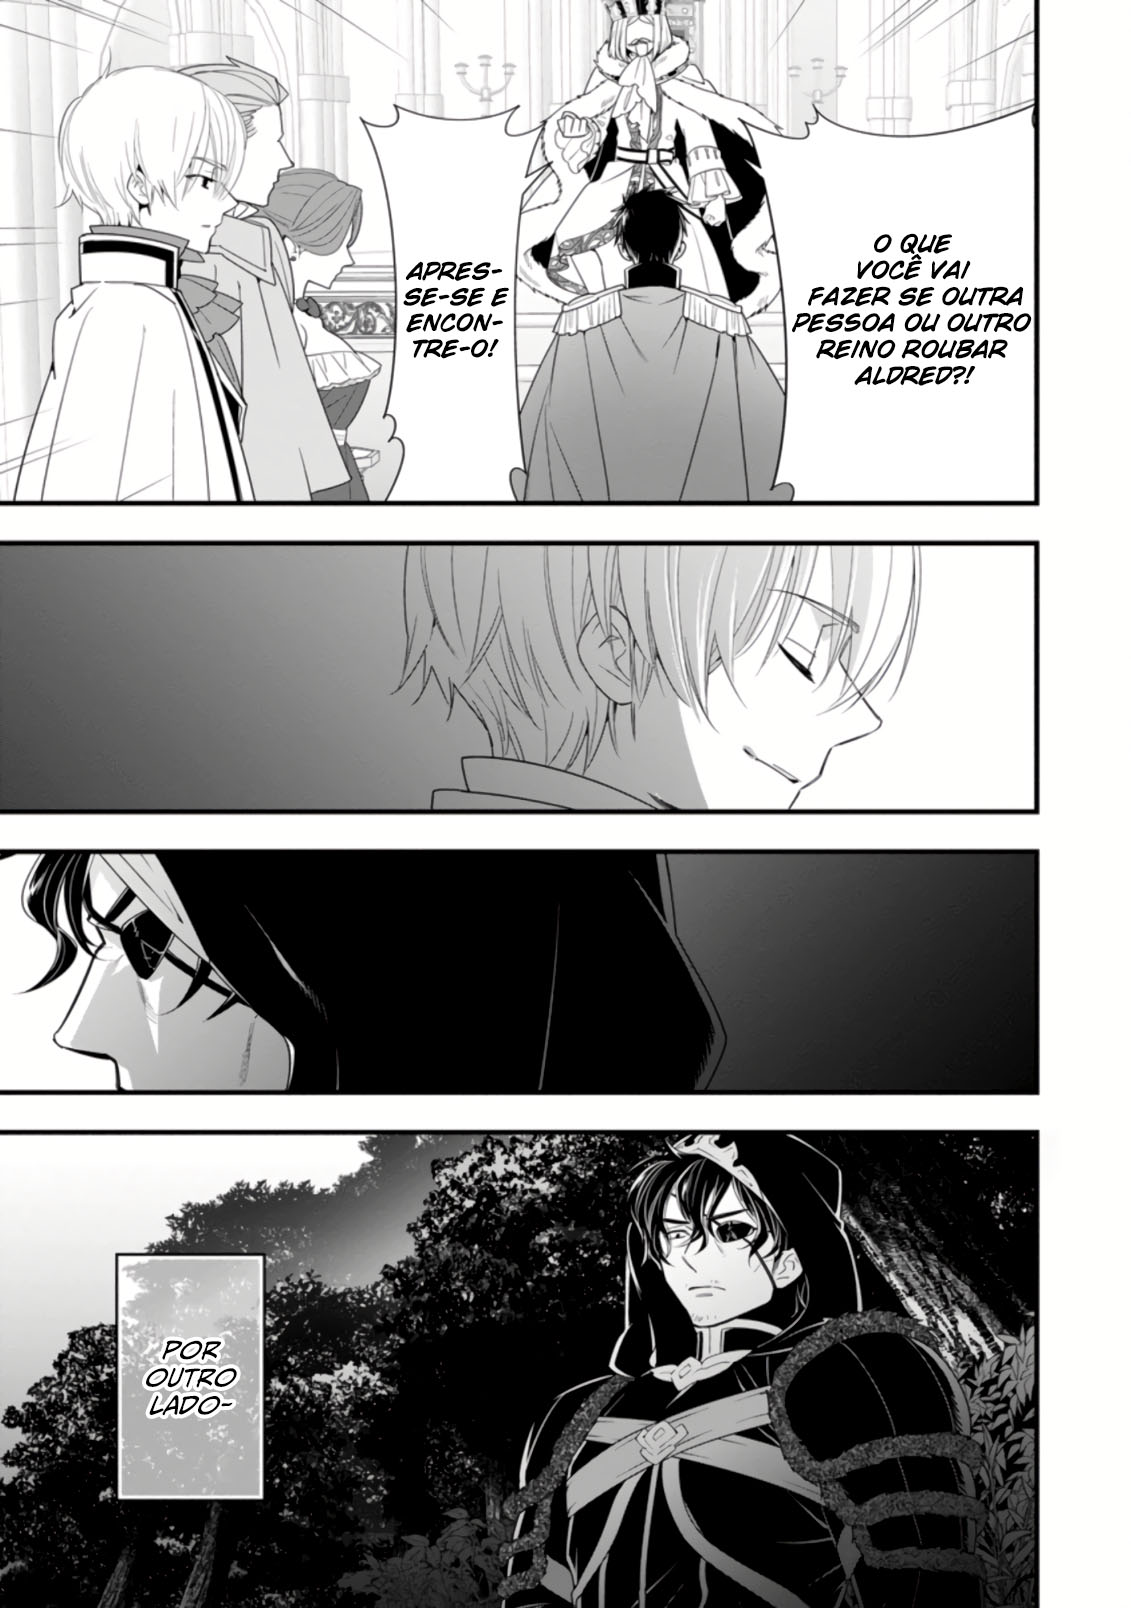 O QUE
VOCÊ VAI
FAZER SE OUTRA
PESSOA OU OUTRO
REINO ROUBAR
ALDRED?!
APRES-
SE-SE E
ENCON-
TRE-O!
POR
OUTRO
LADO-